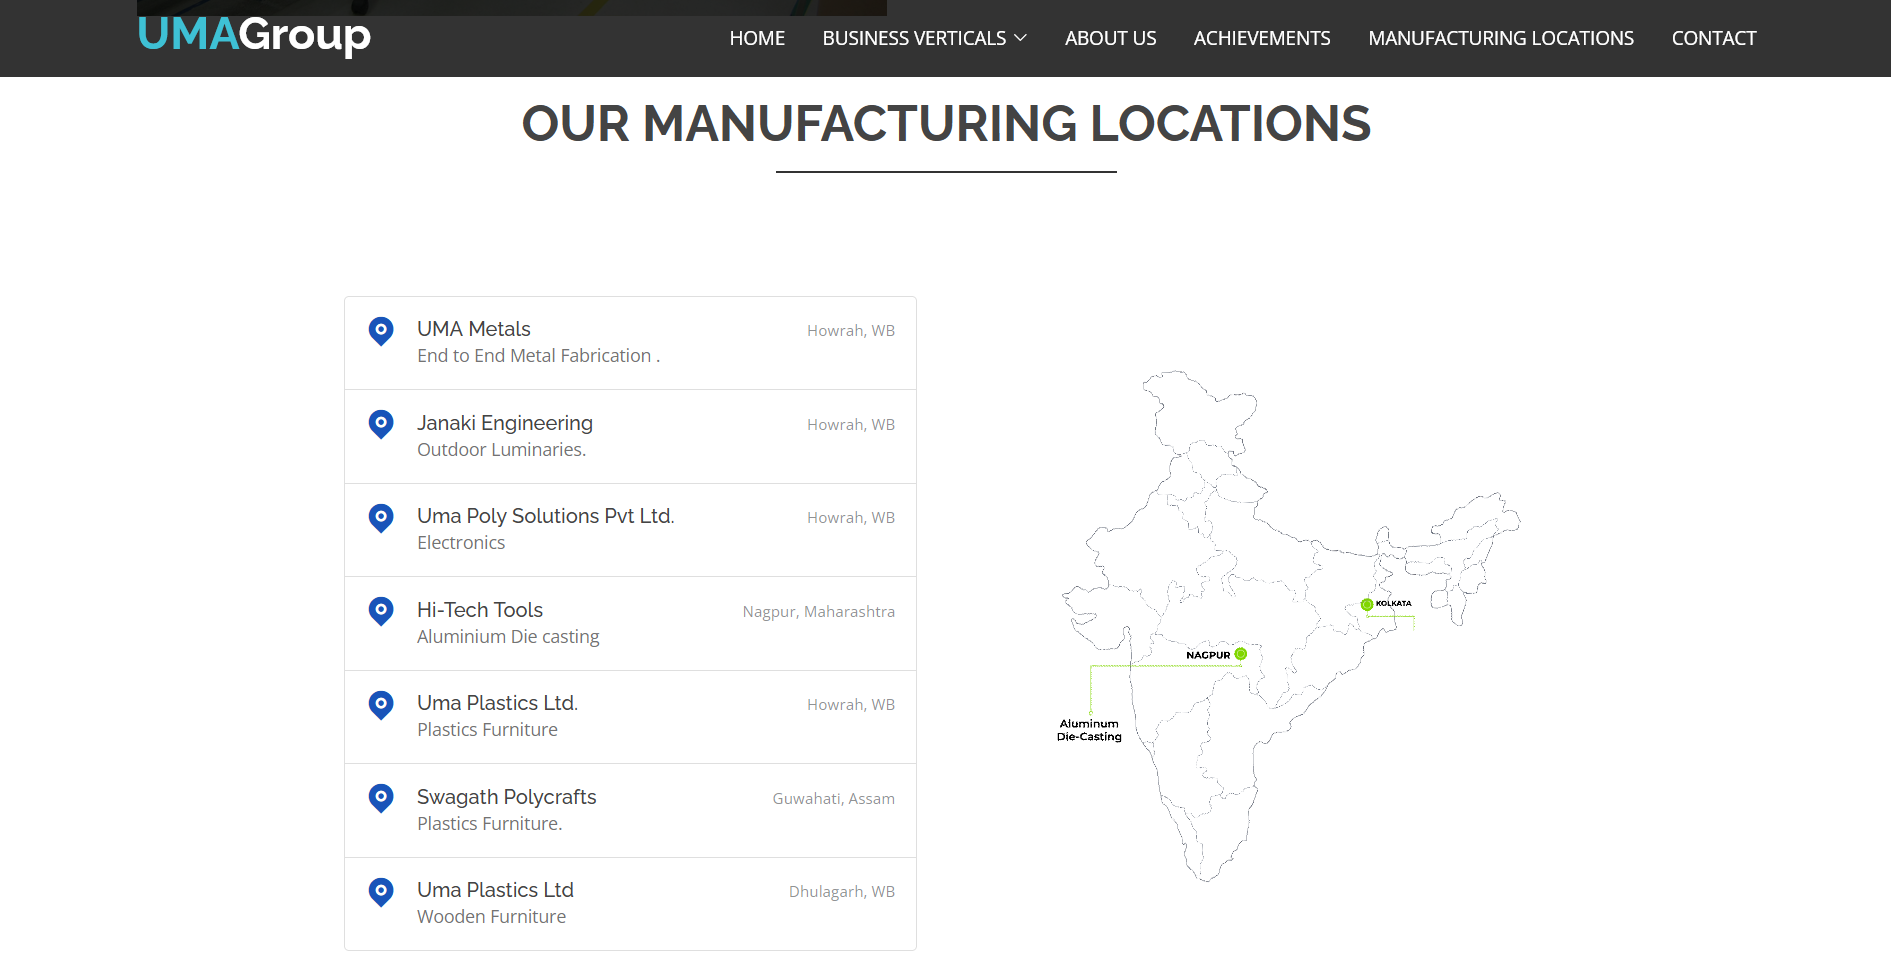 UMAGroup
HOME BUSINESS VERTICALS ABOUT US ACHIEVEMENTS MANUFACTURING LOCATIONS CONTACT
OUR MANUFACTURING LOCATIONS
UMA Metals Howrah, WB
End to End Metal Fabrication .
Janaki Engineering Howrah, WB
Outdoor Luminaries.
Uma Poly Solutions Pvt Ltd. Howrah, WB
Electronics
Hi-Tech Tools Nagpur, Maharashtra
Aluminium Die casting
Uma Plastics Ltd. Howrah, WB
Plastics Furniture
Swagath Polycrafts Guwahati, Assam
Plastics Furniture.
Uma Plastics Ltd Dhulagarh, WB
Wooden Furniture
KOLKATA
NAGPUR
Aluminum
Die-Casting